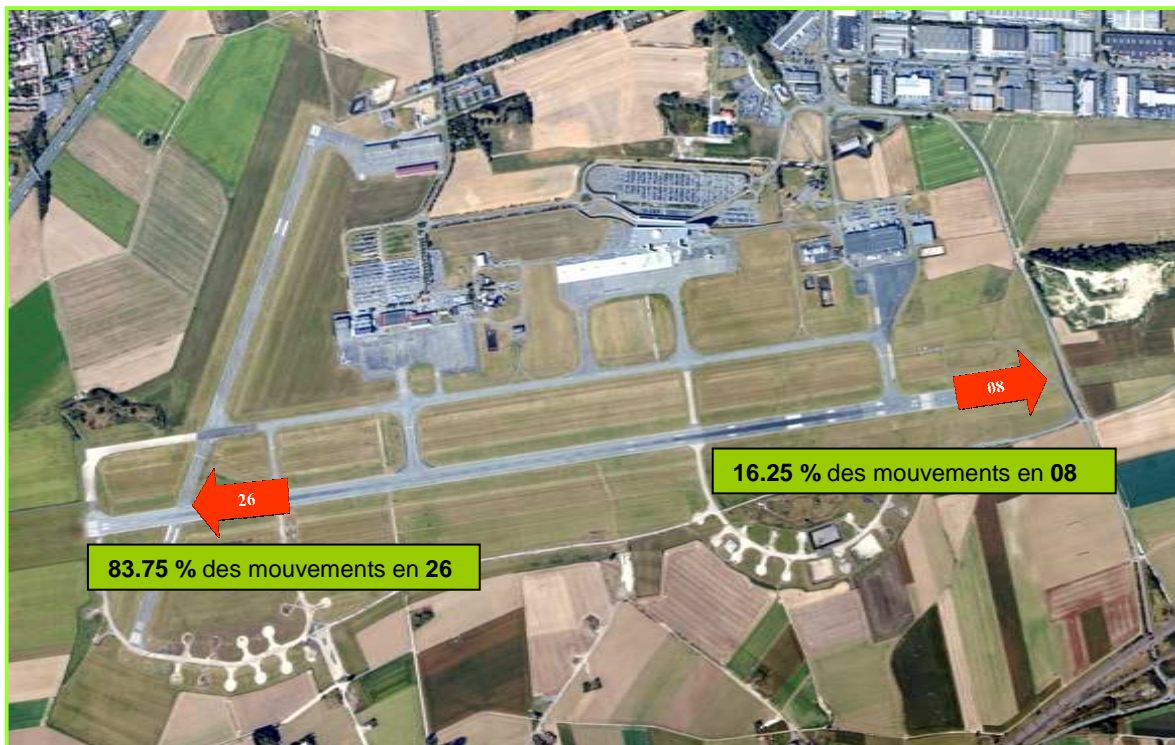 08
16.25 % des mouvements en 08
26
83.75 % des mouvements en 26